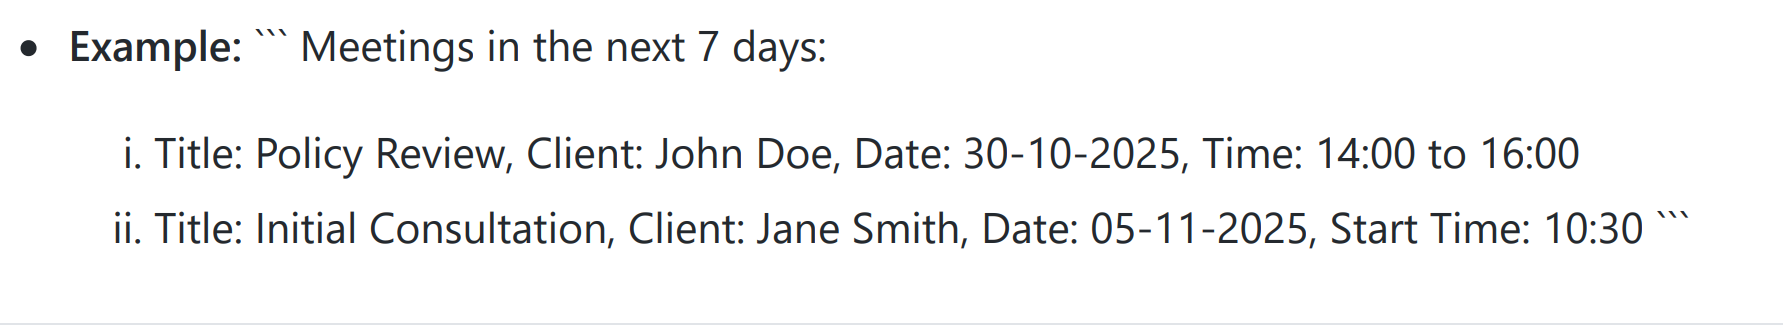 • Example: ``` Meetings in the next 7 days:
i. Title: Policy Review, Client: John Doe, Date: 30-10-2025, Time: 14:00 to 16:00
ii. Title: Initial Consultation, Client: Jane Smith, Date: 05-11-2025, Start Time: 10:30 ```